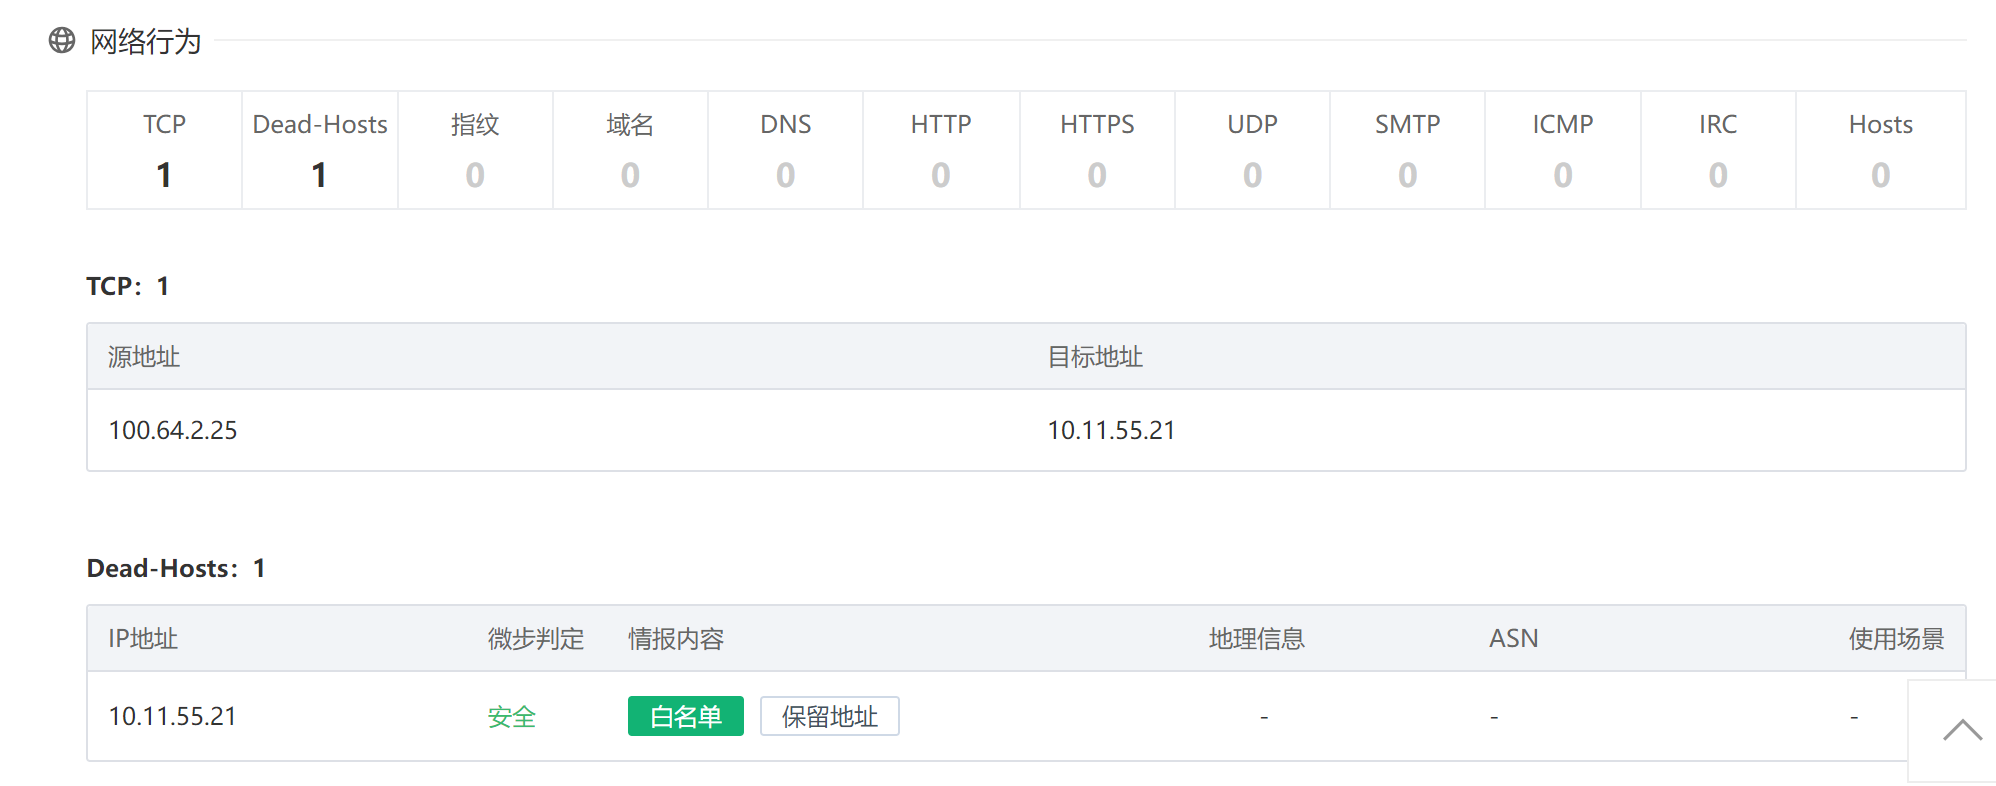 网络行为
TCP Dead-Hosts 指纹 域名 DNS HTTP HTTPS UDP SMTP ICMP IRC Hosts
1 1 0 0 0 0 0 0 0 0 0 0
TCP：1
源地址 目标地址
100.64.2.25 10.11.55.21
Dead-Hosts：1
IP地址 微步判定 情报内容 地理信息 ASN 使用场景
10.11.55.21 安全 白名单 保留地址 - - -